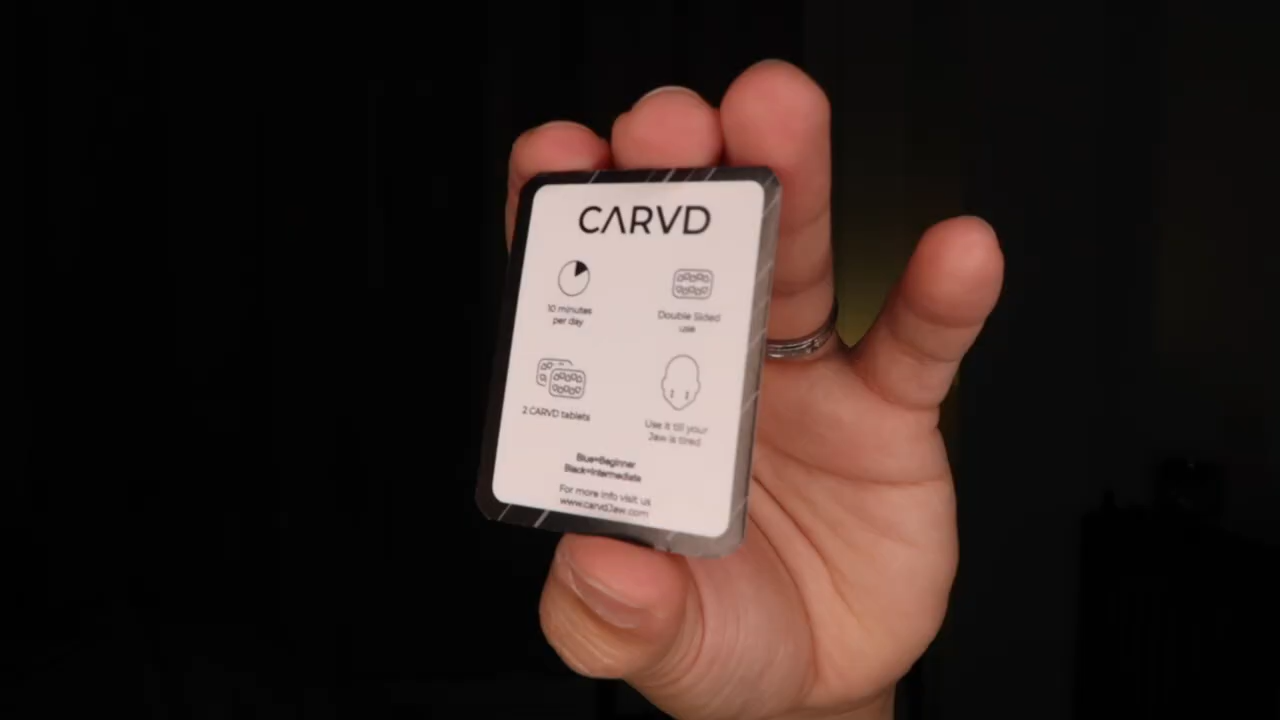 CARVD
10 minutes
per day
Double Sided
use
2 CARVD tablets
Use it till your
Jaw is tired
Blue=Beginner
Black=Intermediate
For more info visit us
www.carvdJaw.com